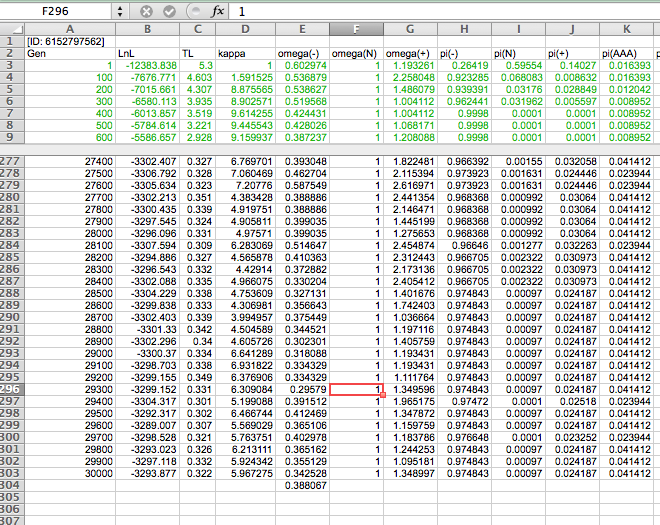 F296 fx 1
A B C D E F G H I J K
1 [ID: 6152797562]
2 Gen LnL TL kappa omega(-) omega(N) omega(+) pi(-) pi(N) pi(+) pi(AAA)
3 1 -12383.838 5.3 1 0.602974 1 1.193261 0.26419 0.59554 0.14027 0.016393
4 100 -7676.771 4.603 1.591525 0.536879 1 2.258048 0.923285 0.068083 0.008632 0.016393
5 200 -7015.661 4.307 8.875565 0.538627 1 1.486079 0.939391 0.03176 0.028849 0.012042
6 300 -6580.113 3.935 8.902571 0.519568 1 1.004112 0.962441 0.031962 0.005597 0.008952
7 400 -6013.857 3.519 9.614255 0.424431 1 1.004112 0.9998 0.0001 0.0001 0.008952
8 500 -5784.614 3.221 9.445543 0.428026 1 1.068171 0.9998 0.0001 0.0001 0.008952
9 600 -5586.657 2.928 9.159937 0.387237 1 1.208088 0.9998 0.0001 0.0001 0.008952
277 27400 -3302.407 0.327 6.769701 0.393048 1 1.822481 0.966392 0.00155 0.032058 0.041412
278 27500 -3306.792 0.328 7.060469 0.462704 1 2.115394 0.973923 0.001631 0.024446 0.023944
279 27600 -3305.634 0.323 7.20776 0.587549 1 2.616971 0.973923 0.001631 0.024446 0.023944
280 27700 -3302.213 0.351 4.383428 0.388886 1 2.441354 0.968368 0.000992 0.03064 0.041412
281 27800 -3300.435 0.339 4.919751 0.388886 1 2.146471 0.968368 0.000992 0.03064 0.041412
282 27900 -3297.545 0.324 4.905811 0.399035 1 1.445199 0.968368 0.000992 0.03064 0.041412
283 28000 -3296.096 0.331 4.97571 0.399035 1 1.275653 0.968368 0.000992 0.03064 0.041412
284 28100 -3307.594 0.309 6.283069 0.514647 1 2.454874 0.96646 0.001277 0.032263 0.023944
285 28200 -3294.886 0.327 4.565878 0.410363 1 2.312443 0.966705 0.002322 0.030973 0.041412
286 28300 -3296.543 0.332 4.42914 0.372882 1 2.173136 0.966705 0.002322 0.030973 0.041412
287 28400 -3302.088 0.335 4.966075 0.330204 1 2.405412 0.966705 0.002322 0.030973 0.041412
288 28500 -3304.229 0.338 4.753609 0.327131 1 1.401676 0.974843 0.00097 0.024187 0.041412
289 28600 -3299.838 0.333 4.306981 0.356643 1 1.742403 0.974843 0.00097 0.024187 0.041412
290 28700 -3302.403 0.339 3.994957 0.375449 1 1.036664 0.974843 0.00097 0.024187 0.041412
291 28800 -3301.33 0.342 4.504589 0.344521 1 1.197116 0.974843 0.00097 0.024187 0.041412
292 28900 -3302.296 0.34 4.605726 0.302301 1 1.405759 0.974843 0.00097 0.024187 0.041412
293 29000 -3300.37 0.334 6.641289 0.318088 1 1.193431 0.974843 0.00097 0.024187 0.041412
294 29100 -3298.703 0.338 6.931822 0.334329 1 1.193431 0.974843 0.00097 0.024187 0.041412
295 29200 -3299.155 0.349 6.376906 0.334329 1 1.111764 0.974843 0.00097 0.024187 0.041412
296 29300 -3299.152 0.331 6.309084 0.29579 1 1.349596 0.974843 0.00097 0.024187 0.041412
297 29400 -3304.317 0.301 5.199088 0.391512 1 1.965175 0.97472 0.0001 0.02518 0.023944
298 29500 -3292.317 0.302 6.466744 0.412469 1 1.347872 0.974843 0.00097 0.024187 0.041412
299 29600 -3289.007 0.307 5.569029 0.365106 1 1.159759 0.974843 0.00097 0.024187 0.041412
300 29700 -3298.528 0.321 5.763751 0.402978 1 1.183786 0.976648 0.0001 0.023252 0.023944
301 29800 -3293.023 0.326 6.213111 0.365162 1 1.244253 0.974843 0.00097 0.024187 0.041412
302 29900 -3297.118 0.332 5.924342 0.355129 1 1.095181 0.974843 0.00097 0.024187 0.041412
303 30000 -3293.877 0.322 5.967275 0.342528 1 1.348997 0.974843 0.00097 0.024187 0.041412
304 0.388067
305
306
307